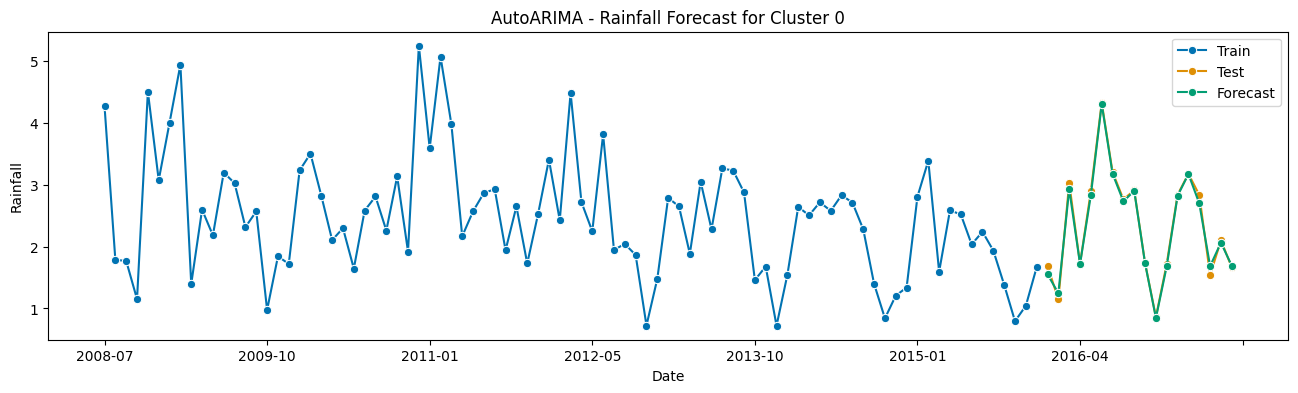 AutoARIMA - Rainfall Forecast for Cluster 0
Train
Test
Forecast
Rainfall
5
4
3
2
1
2008-07
2009-10
2011-01
2012-05
2013-10
2015-01
2016-04
Date